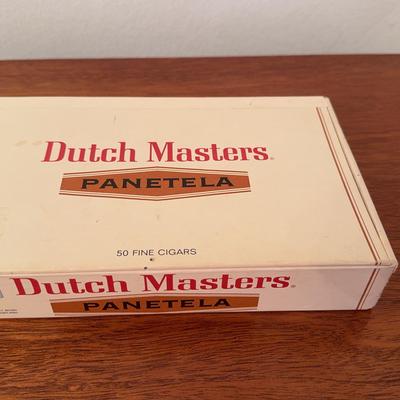 Dutch Masters®
PANETELA
50 FINE CIGARS
Dutch Masters®
PANETELA